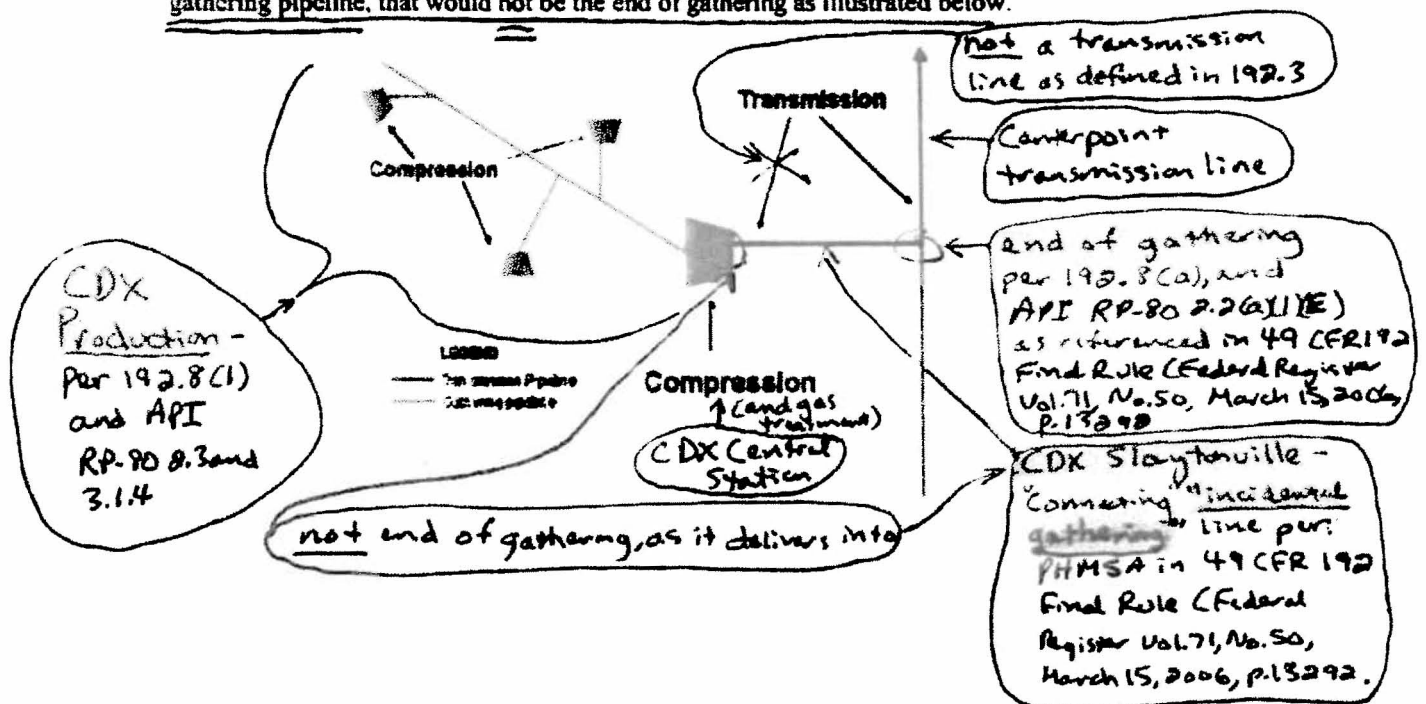 gathering pipeline, that would not be the end of gathering as illustrated below.
not a transmission
line as defined in 192.3
Transmission
Centerpoint
transmission line
Compression
end of gathering
per 192.8(a), and
API RP-80 2.2(a)(1)(E)
as referenced in 49 CFR 192
Final Rule (Federal Register
Vol. 71, No. 50, March 15, 2006,
CDX
Production -
per 192.8(1)
and API
RP-80 2.3 and
3.1.4
LEGEND
Pipeline
Compression
(and gas
treatment)
CDX Central
Station
not end of gathering, as it delivers into
CDX Slaytonville -
"Connecting" "incidental
gathering" line per:
PHMSA in 49 CFR 192
Final Rule (Federal
Register Vol. 71, No. 50,
March 15, 2006, p. 13292.